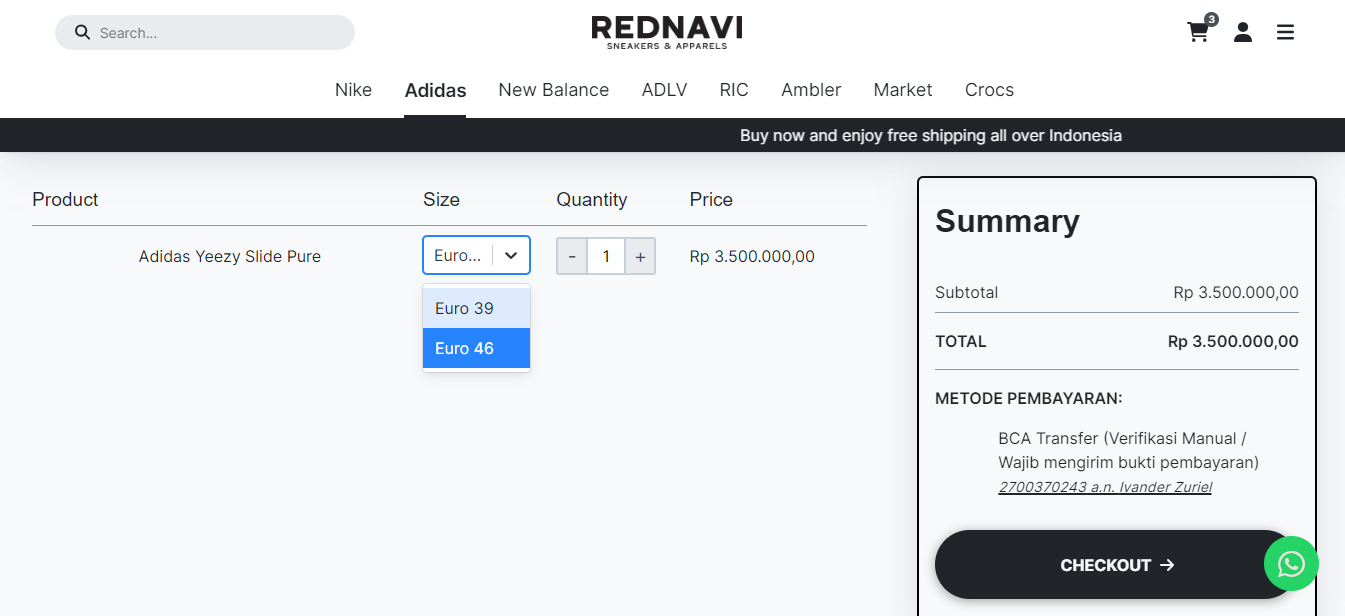 Search...
REDNAVI
SNEAKERS & APPARELS
3
Nike Adidas New Balance ADLV RIC Ambler Market Crocs
Buy now and enjoy free shipping all over Indonesia
Product Size Quantity Price
Adidas Yeezy Slide Pure Euro... - 1 + Rp 3.500.000,00
Euro 39
Euro 46
Summary
Subtotal Rp 3.500.000,00
TOTAL Rp 3.500.000,00
METODE PEMBAYARAN:
BCA Transfer (Verifikasi Manual /
Wajib mengirim bukti pembayaran)
2700370243 a.n. Ivander Zuriel
CHECKOUT →